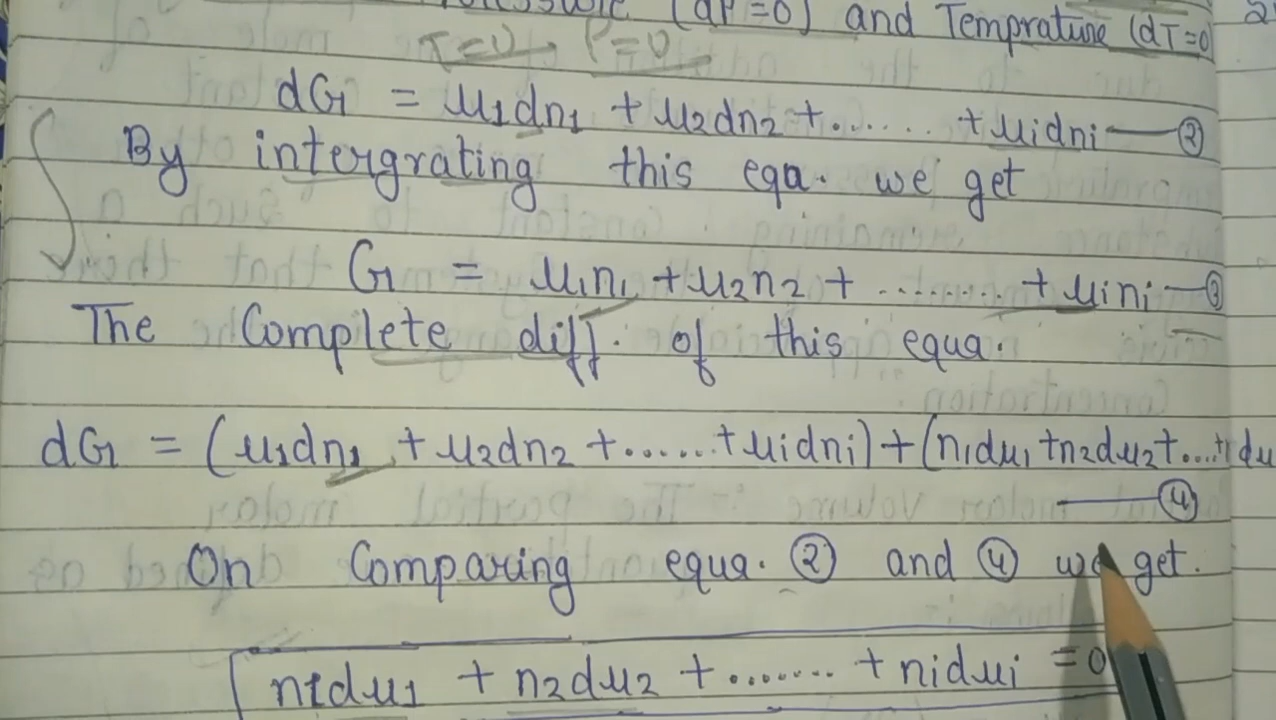 (dP=0) and Temprature (dT=0)
T=0, P=0
dG = μ1dn1 + μ2dn2 +...... + μidni — ②
By intergrating this eqa. we get
G = μ1n1 + μ2n2 + ......... + μini — ③
The Complete diff. of this equa.
dG = (μ1dn1 + μ2dn2 +......+ μidni) + (n1dμ1 +n2dμ2+....+
— ④
On Comparing equa. ② and ④ we get.
n1dμ1 + n2dμ2 + ....... + nidμi = 0